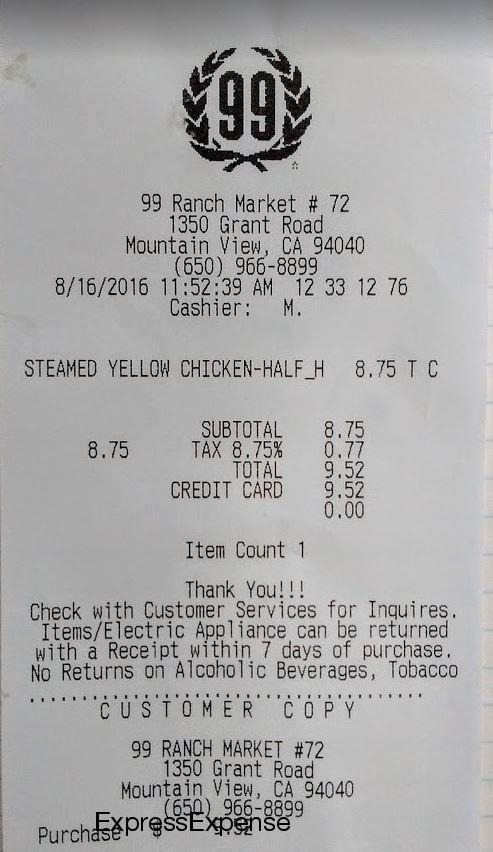 99
99 Ranch Market # 72
1350 Grant Road
Mountain View, CA 94040
(650) 966-8899
8/16/2016 11:52:39 AM 12 33 12 76
Cashier: M.
STEAMED YELLOW CHICKEN-HALF_H 8.75 T C
SUBTOTAL 8.75
8.75 TAX 8.75% 0.77
TOTAL 9.52
CREDIT CARD 9.52
0.00
Item Count 1
Thank You!!!
Check with Customer Services for Inquires.
Items/Electric Appliance can be returned
with a Receipt within 7 days of purchase.
No Returns on Alcoholic Beverages, Tobacco
CUSTOMER COPY
99 RANCH MARKET #72
1350 Grant Road
Mountain View, CA 94040
(650) 966-8899
ExpressExpense
Purchase $ 9.52